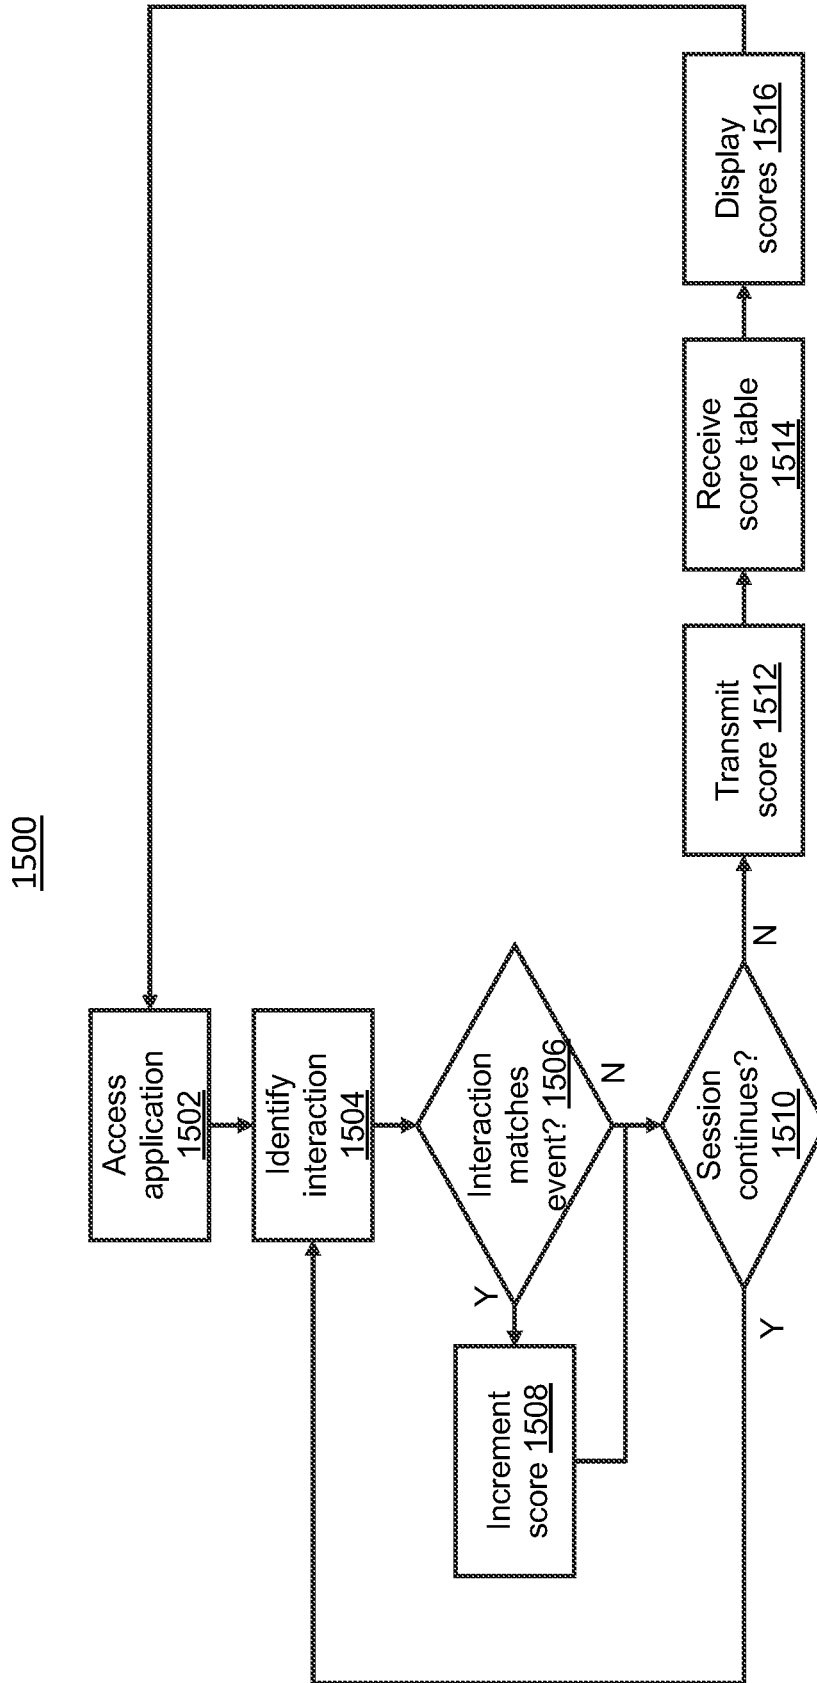 1500
Access
application
1502
Identify
interaction
1504
Interaction
matches
event? 1506
Y
N
Increment
score 1508
Session
continues?
1510
Y
N
Transmit
score 1512
Receive
score table
1514
Display
scores 1516